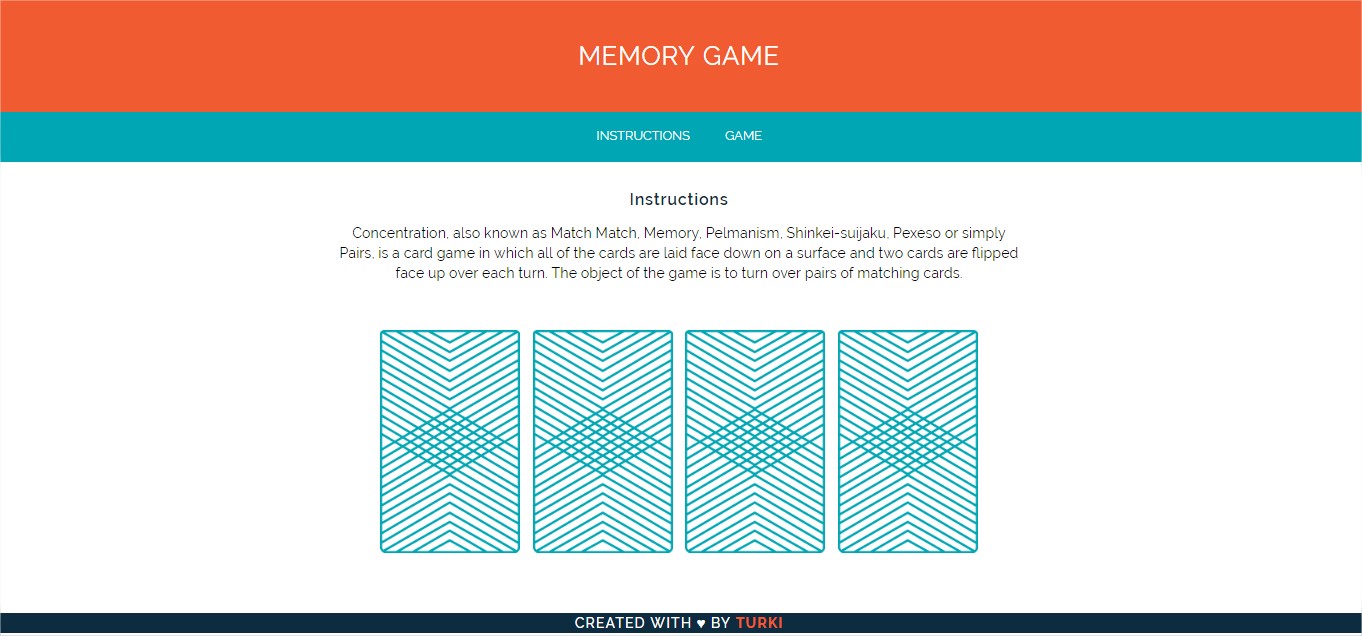 MEMORY GAME
INSTRUCTIONS GAME
Instructions
Concentration, also known as Match Match, Memory, Pelmanism, Shinkei-suijaku, Pexeso or simply
Pairs, is a card game in which all of the cards are laid face down on a surface and two cards are flipped
face up over each turn. The object of the game is to turn over pairs of matching cards.
CREATED WITH ♥ BY TURKI